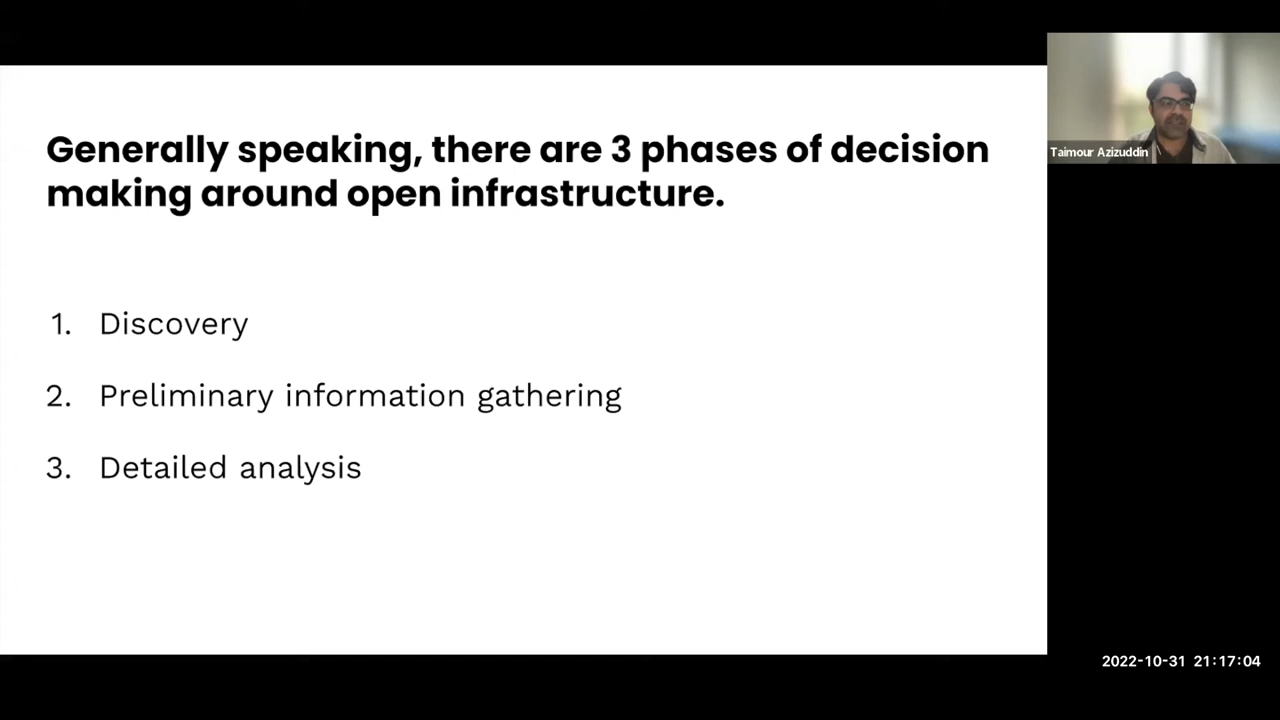 Generally speaking, there are 3 phases of decision
making around open infrastructure.
1. Discovery
2. Preliminary information gathering
3. Detailed analysis
Taimour Azizuddin
2022-10-31 21:17:04